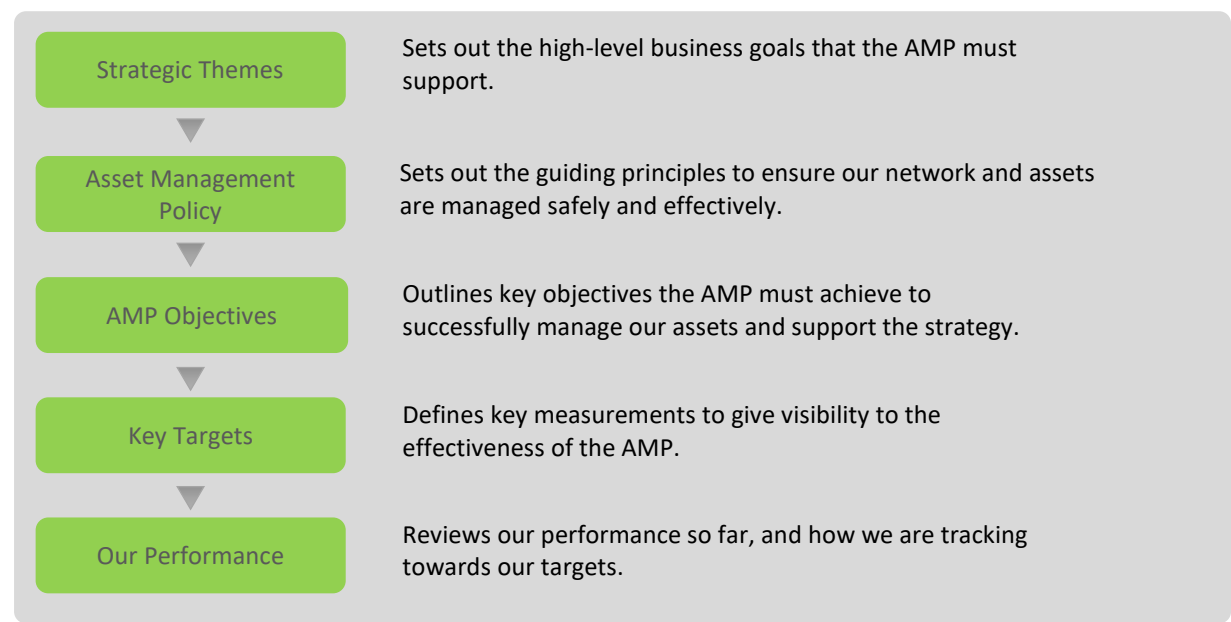 Strategic Themes
Sets out the high-level business goals that the AMP must
support.
Asset Management
Policy
Sets out the guiding principles to ensure our network and assets
are managed safely and effectively.
AMP Objectives
Outlines key objectives the AMP must achieve to
successfully manage our assets and support the strategy.
Key Targets
Defines key measurements to give visibility to the
effectiveness of the AMP.
Our Performance
Reviews our performance so far, and how we are tracking
towards our targets.